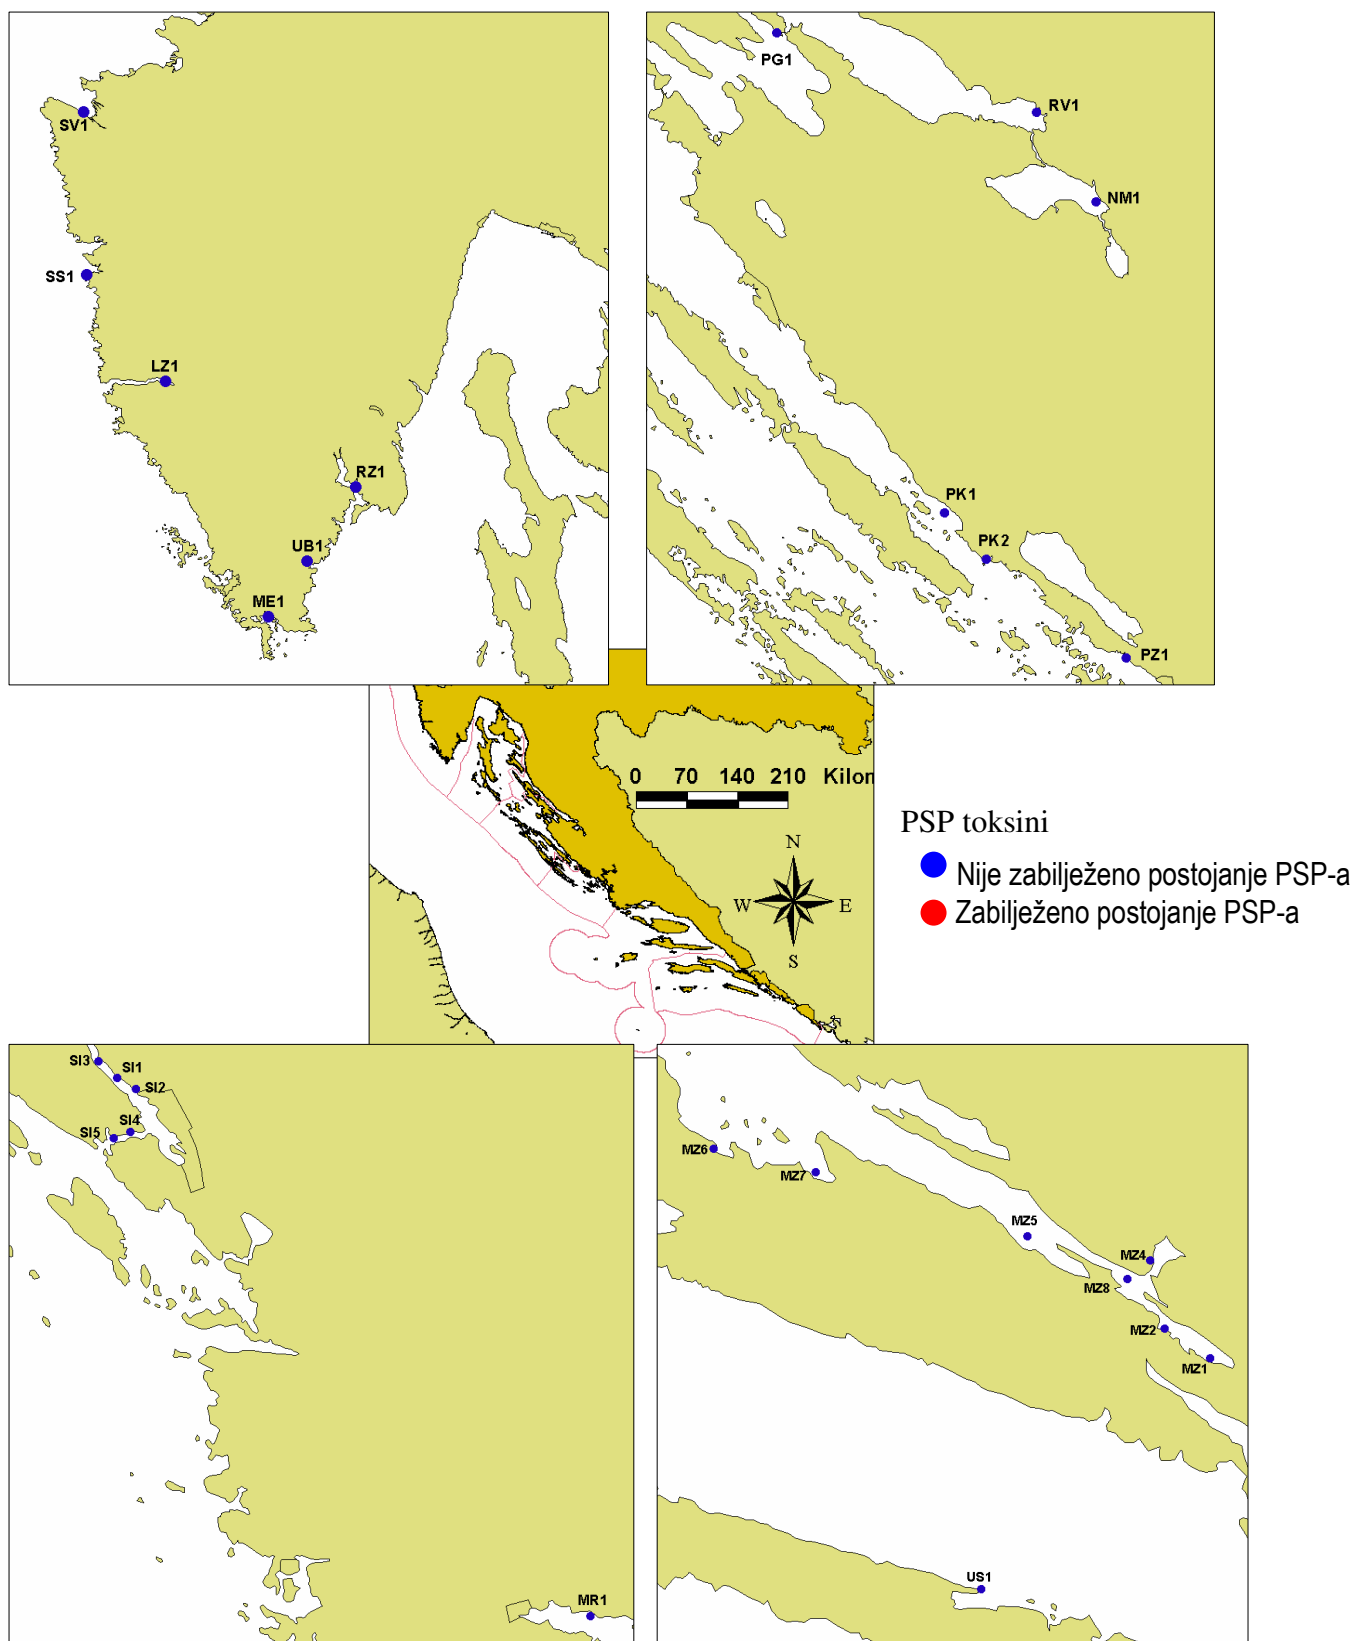 SV1
SS1
LZ1
RZ1
UB1
ME1
PG1
RV1
NM1
PK1
PK2
PZ1
0 70 140 210 Kilon
N
W E
S
PSP toksini
Nije zabilježeno postojanje PSP-a
Zabilježeno postojanje PSP-a
SI3
SI1
SI2
SI4
SI5
MR1
MZ6
MZ7
MZ5
MZ4
MZ8
MZ2
MZ1
US1